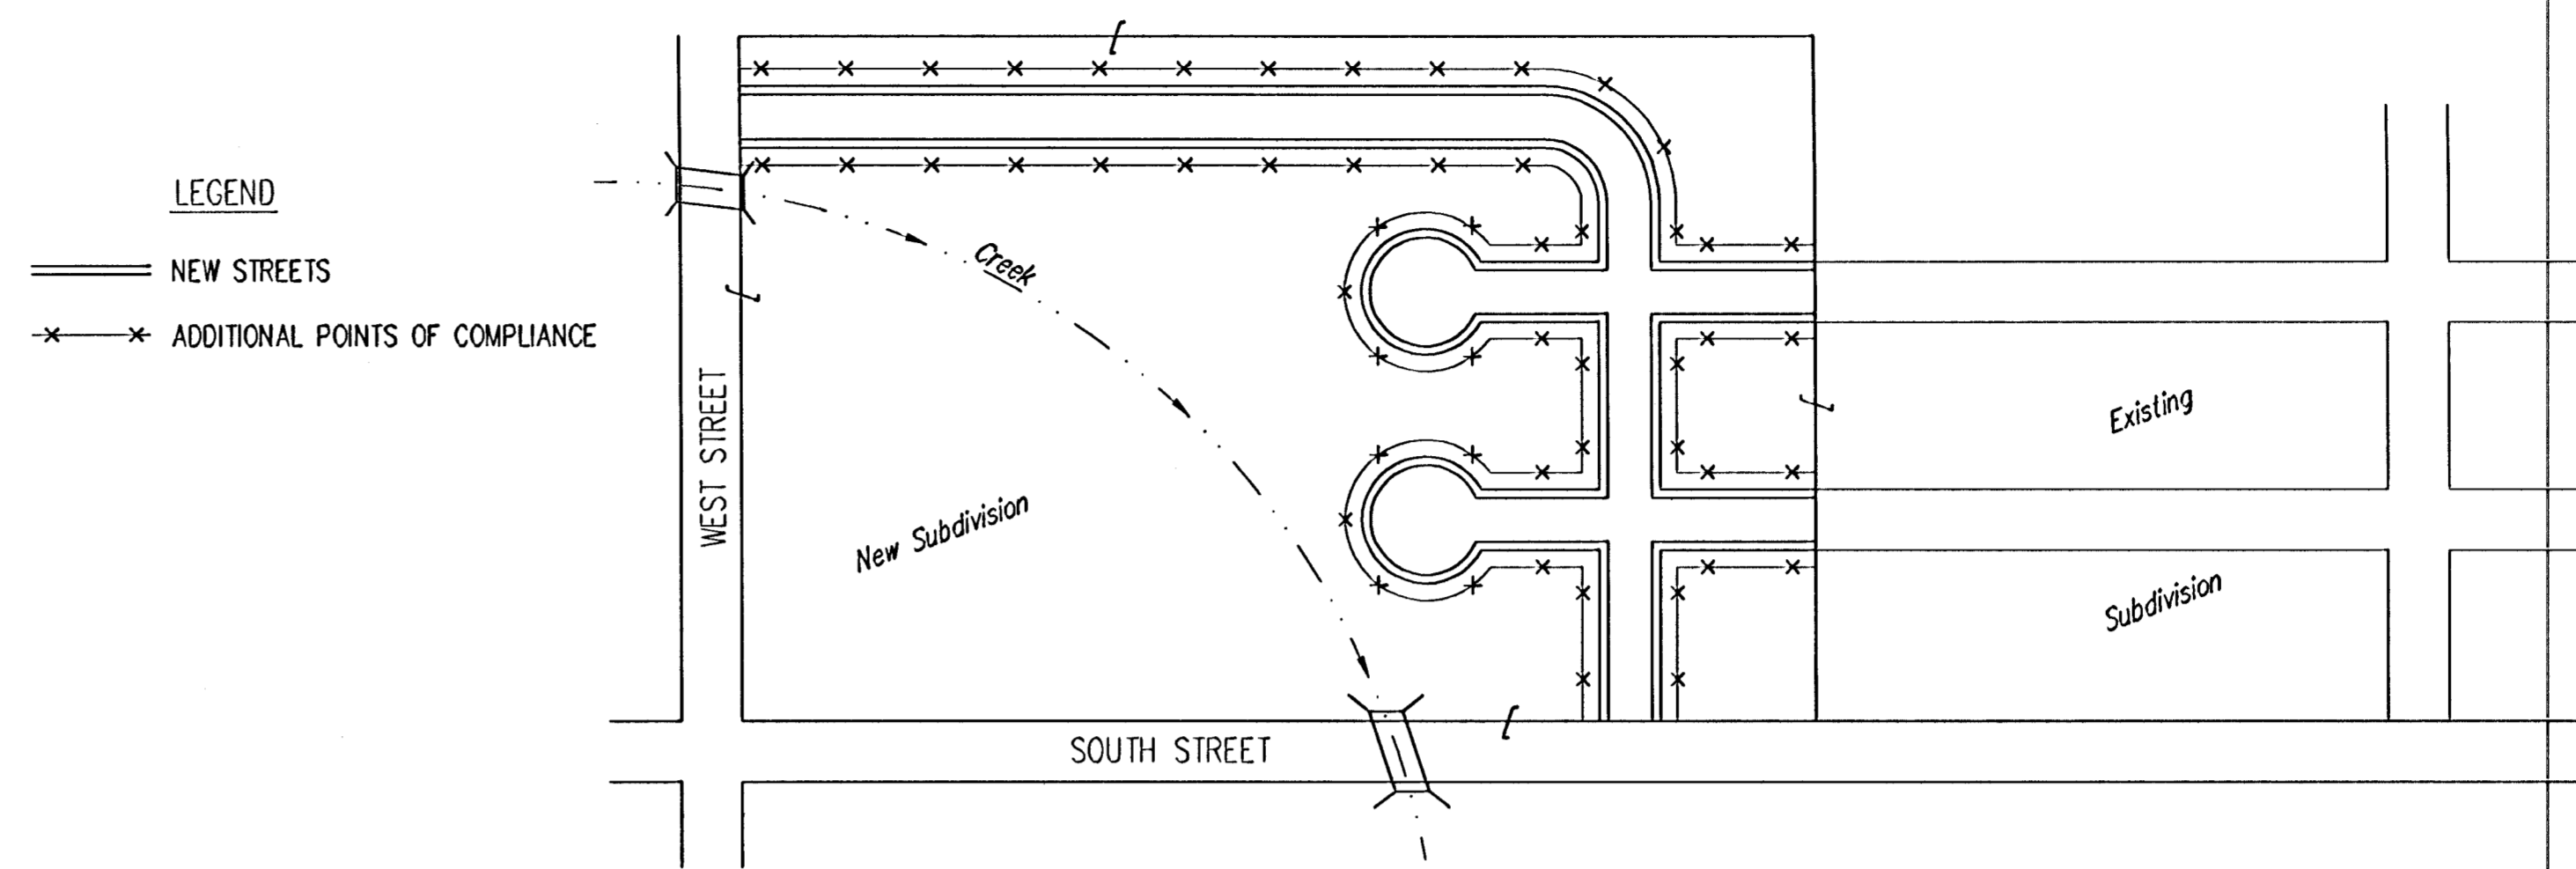 LEGEND
NEW STREETS
ADDITIONAL POINTS OF COMPLIANCE
WEST STREET
Creek
New Subdivision
SOUTH STREET
Existing
Subdivision